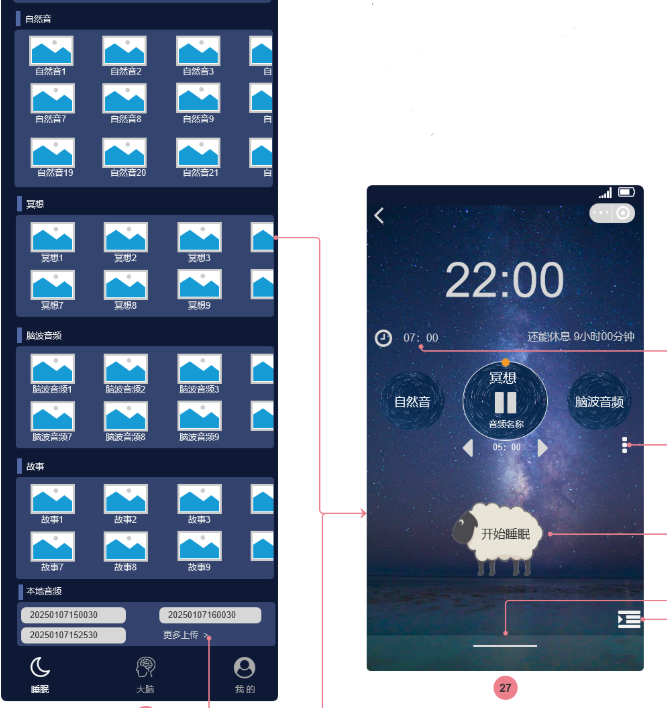 自然音
自然音1 自然音2 自然音3 自
自然音7 自然音8 自然音9 自
自然音19 自然音20 自然音21 自
冥想
冥想1 冥想2 冥想3
冥想7 冥想8 冥想9
脑波音频
脑波音频1 脑波音频2 脑波音频3
脑波音频7 脑波音频8 脑波音频9
故事
故事1 故事2 故事3
故事7 故事8 故事9
本地音频
20250107150030 20250107160030
20250107152530 更多上传 >
睡眠 大脑 我的
22:00
07: 00 还能休息 9小时00分钟
自然音 冥想 脑波音频
音频名称
05: 00
开始睡眠
27